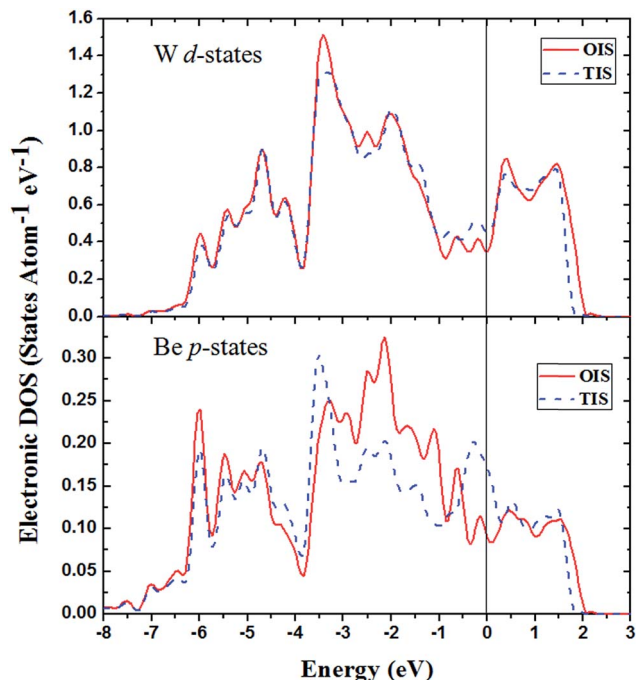 Electronic DOS (States Atom-1 eV-1)
1.6
1.4
1.2
1.0
0.8
0.6
0.4
0.2
0.0
W d-states
OIS
TIS
0.30
0.25
0.20
0.15
0.10
0.05
0.00
Be p-states
OIS
TIS
-8 -7 -6 -5 -4 -3 -2 -1 0 1 2 3
Energy (eV)